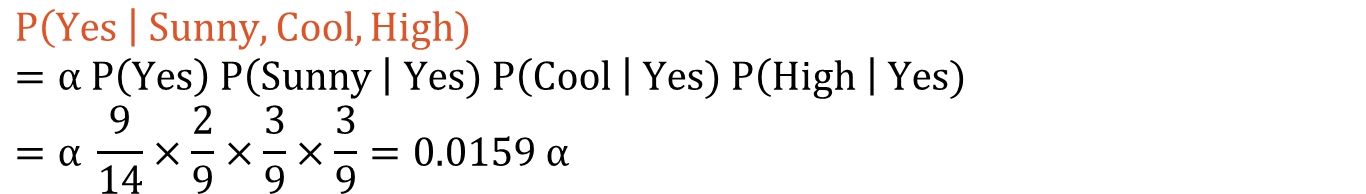 P(Yes | Sunny, Cool, High)
= α P(Yes) P(Sunny | Yes) P(Cool | Yes) P(High | Yes)
= α 9/14 × 2/9 × 3/9 × 3/9 = 0.0159 α